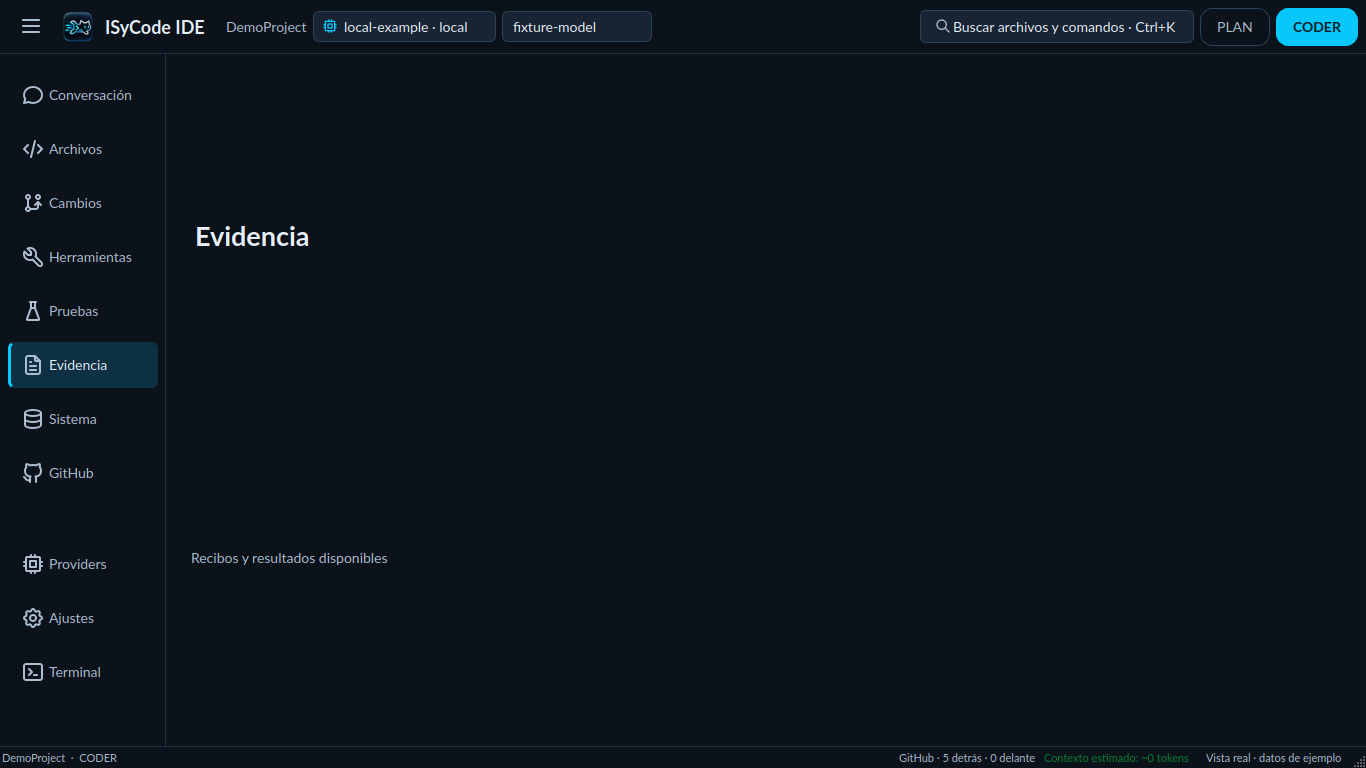 ISyCode IDE DemoProject local-example · local fixture-model Buscar archivos y comandos · Ctrl+K PLAN CODER
Conversación
Archivos
Cambios
Herramientas
Pruebas
Evidencia
Sistema
GitHub
Providers
Ajustes
Terminal
Evidencia
Recibos y resultados disponibles
DemoProject · CODER GitHub · 5 detrás · 0 delante Contexto estimado: ~0 tokens Vista real · datos de ejemplo